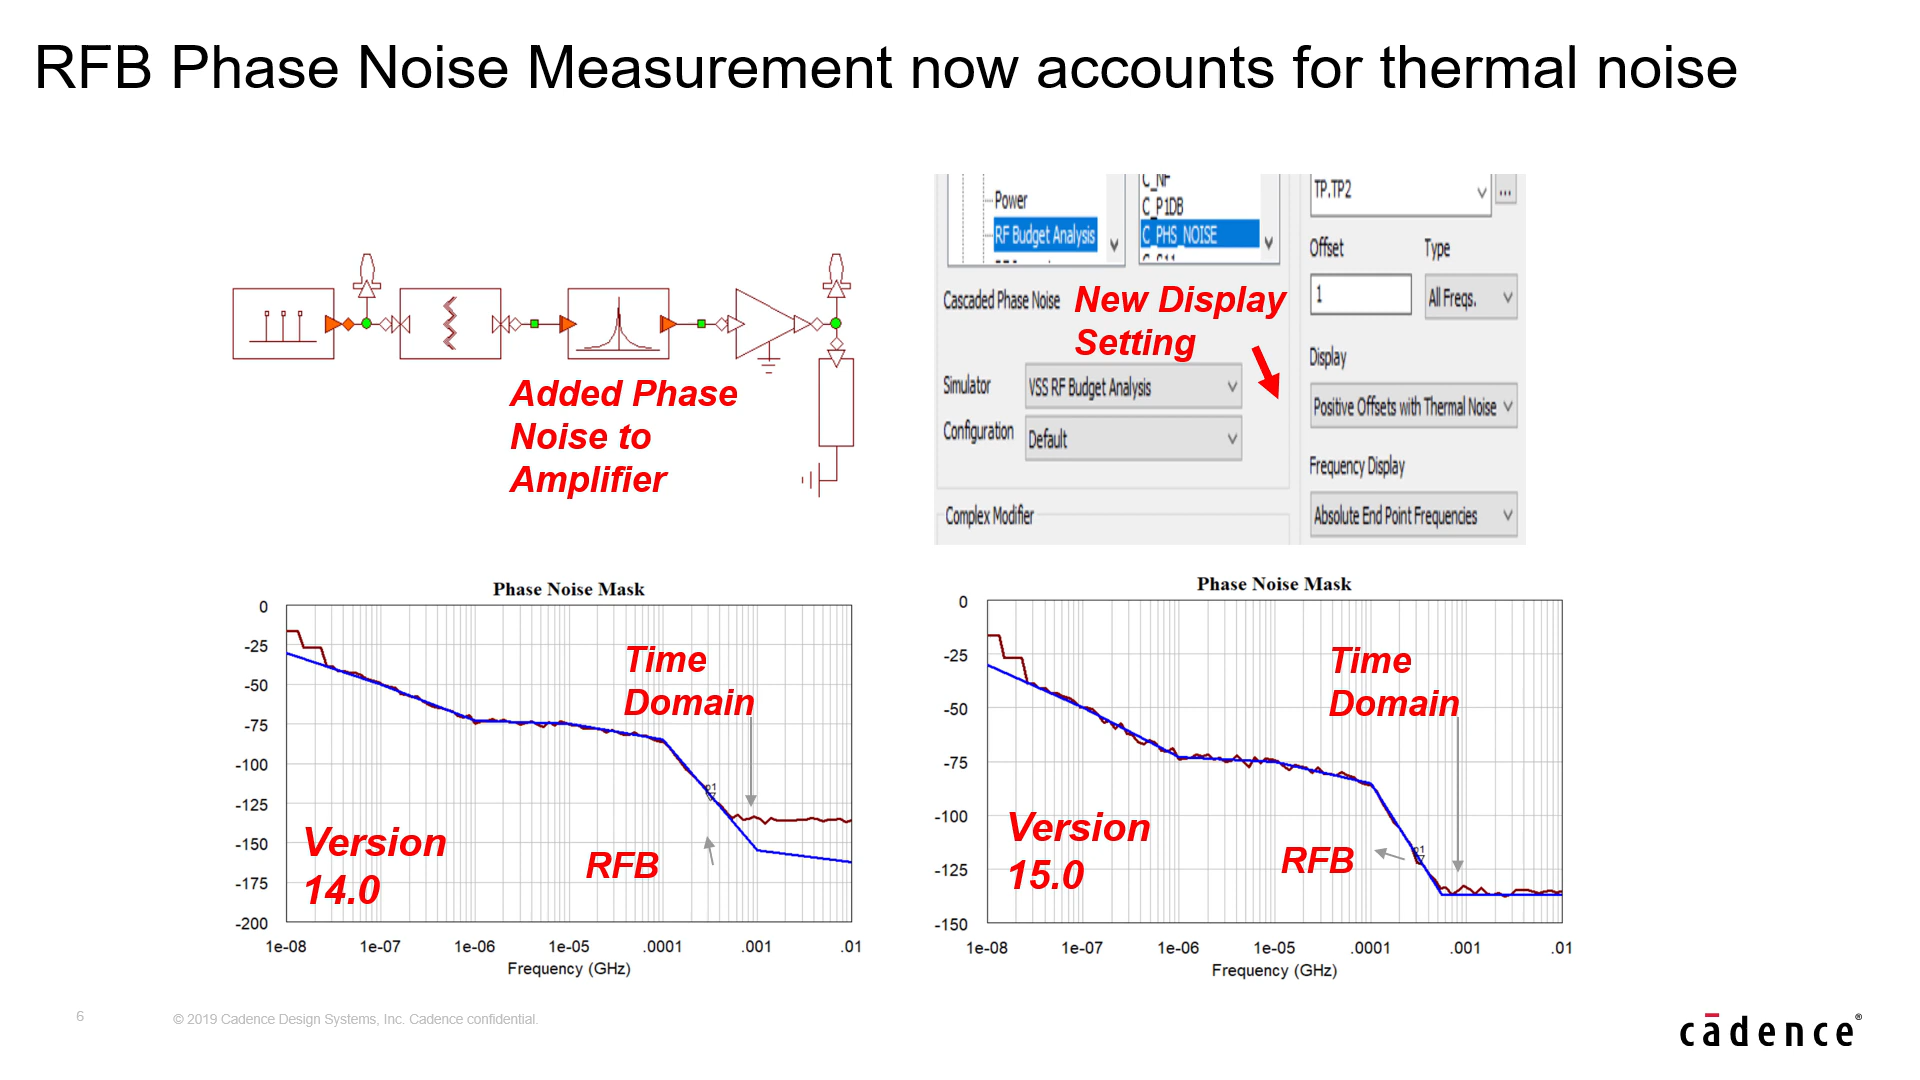 RFB Phase Noise Measurement now accounts for thermal noise
Added Phase
Noise to
Amplifier
Power
RF Budget Analysis
C_NF
C_P1DB
C_PHS_NOISE
TP.TP2
...
Offset
Type
1
All Freqs.
Cascaded Phase Noise
New Display
Setting
Display
Simulator
VSS RF Budget Analysis
Positive Offsets with Thermal Noise
Configuration
Default
Frequency Display
Complex Modifier
Absolute End Point Frequencies
Phase Noise Mask
0
-25
-50
-75
-100
-125
-150
-175
-200
Time
Domain
p1
Version
14.0
RFB
1e-08
1e-07
1e-06
1e-05
.0001
.001
.01
Frequency (GHz)
Phase Noise Mask
0
-25
-50
-75
-100
-125
-150
Time
Domain
p1
Version
15.0
RFB
1e-08
1e-07
1e-06
1e-05
.0001
.001
.01
Frequency (GHz)
6
© 2019 Cadence Design Systems, Inc. Cadence confidential.
cādence®